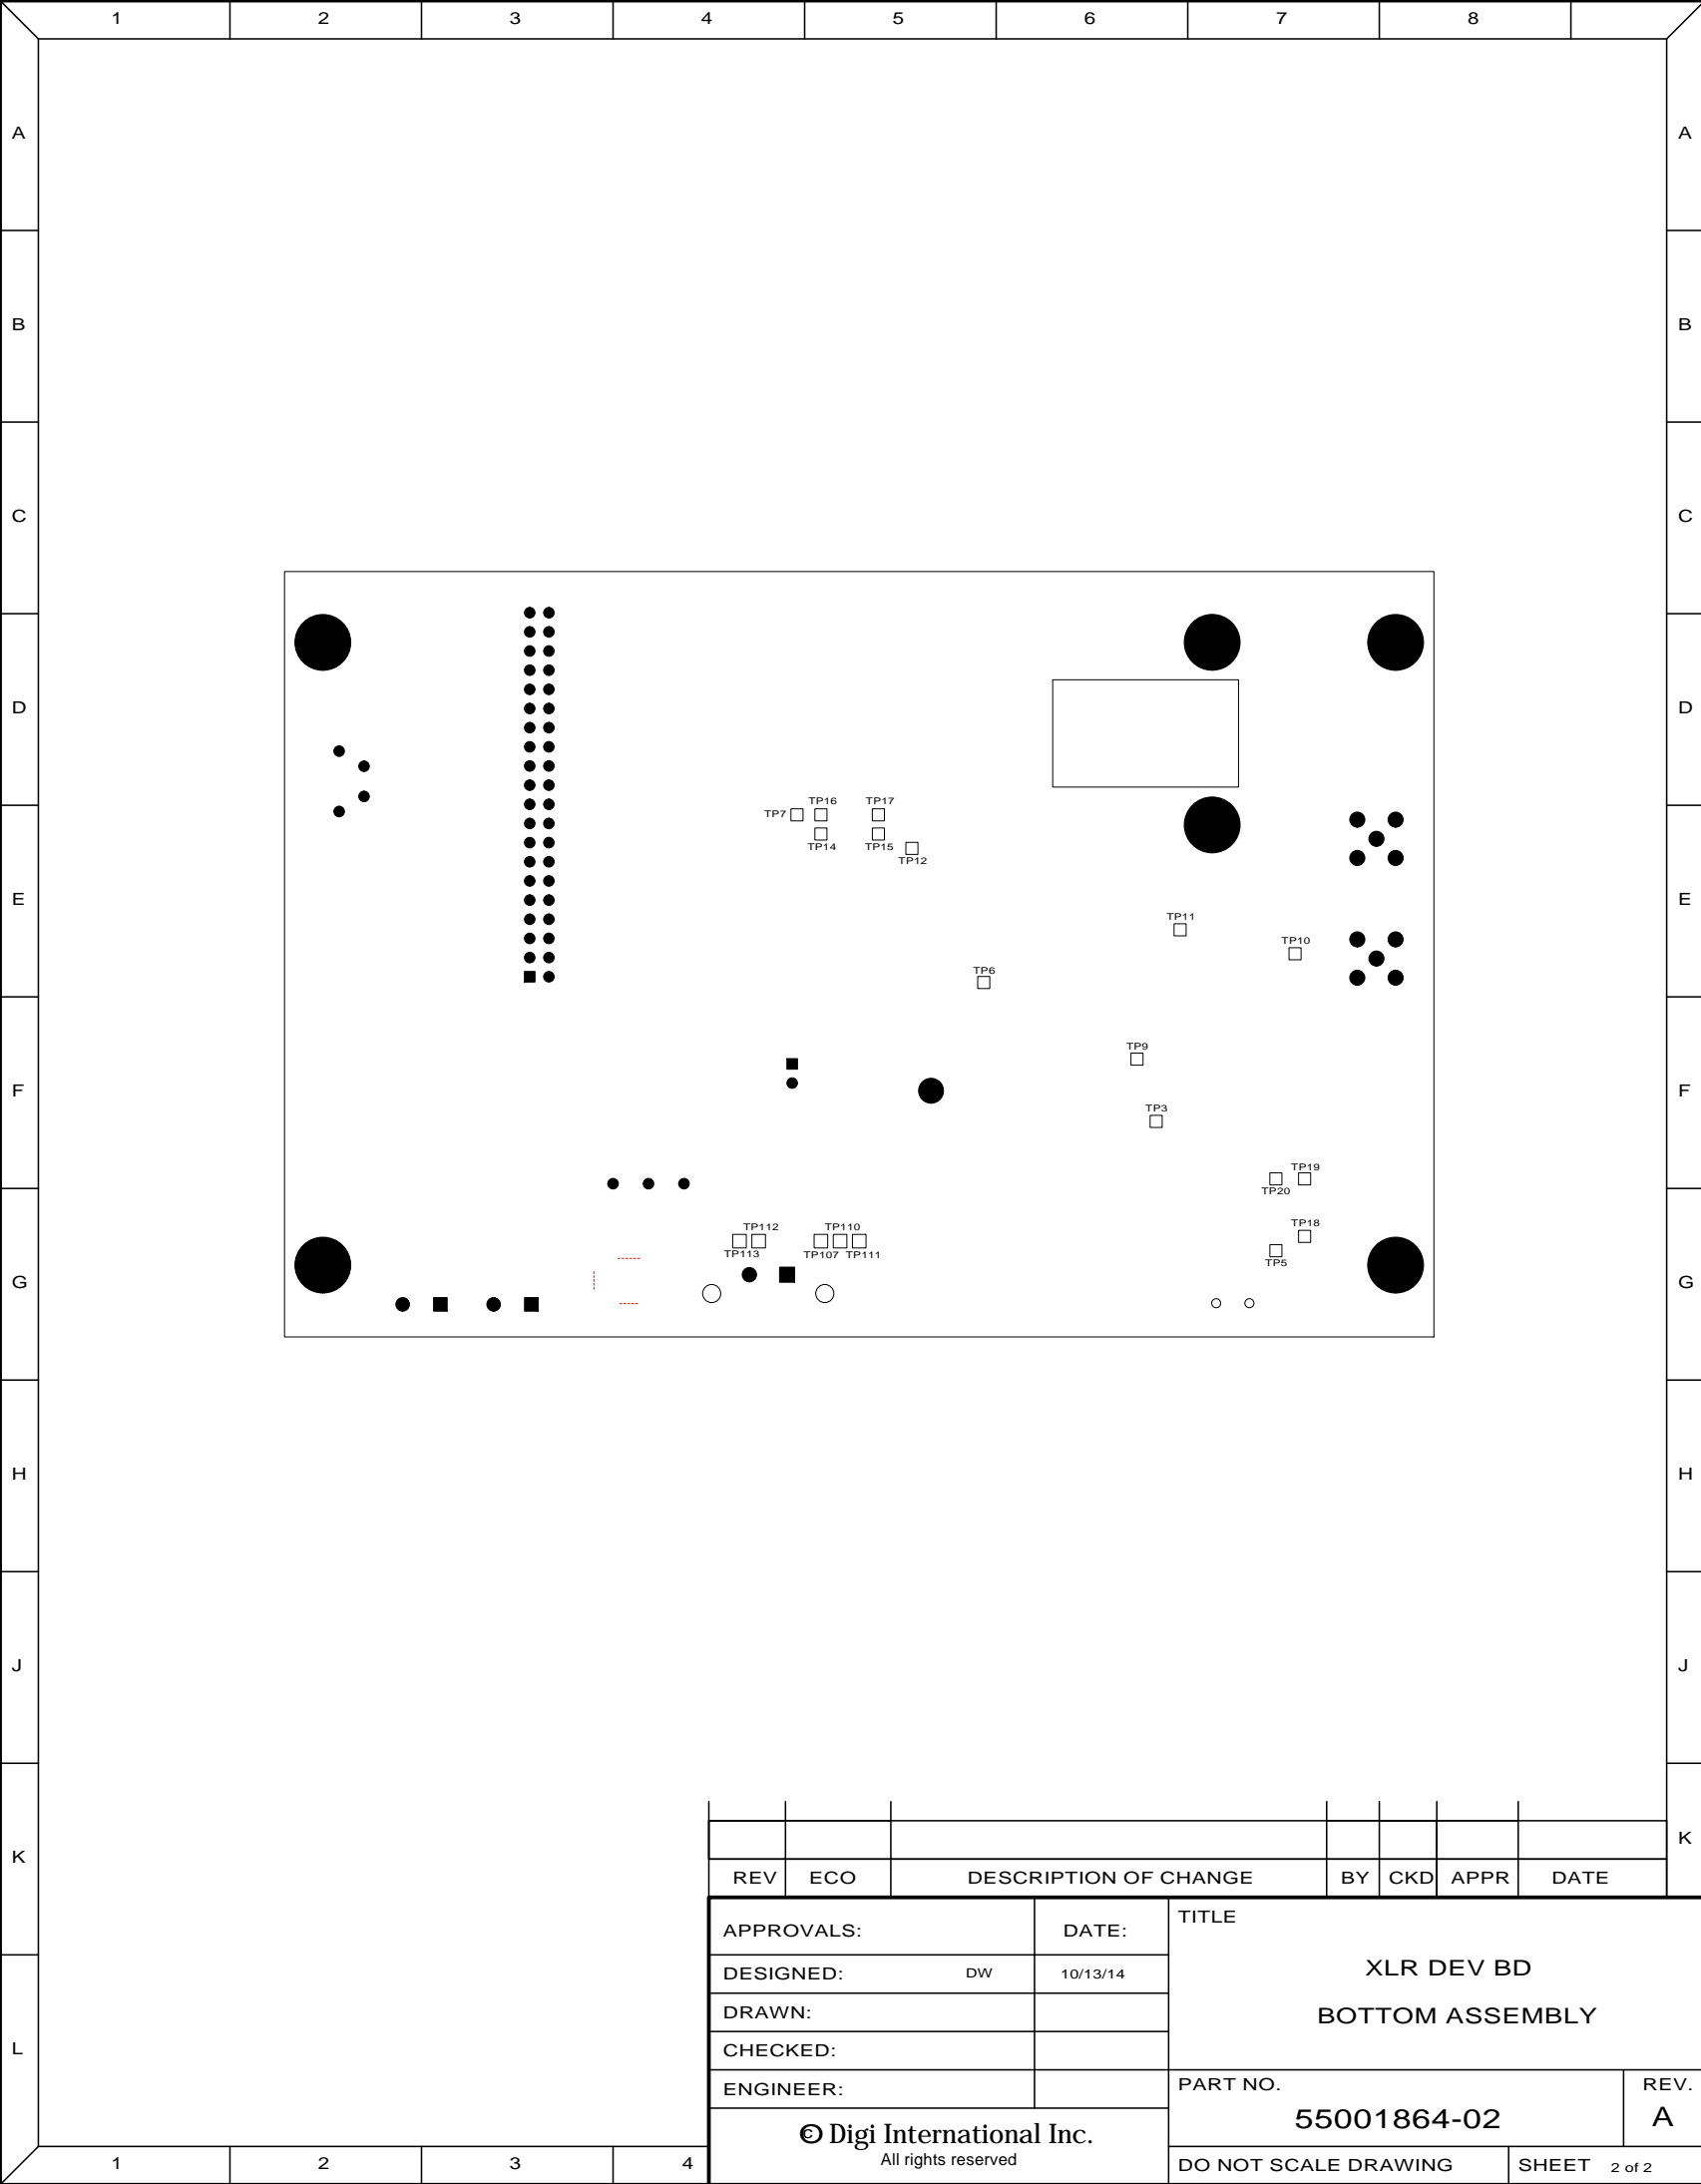 1 2 3 4 5 6 7 8
A A
B B
C C
D D
TP16 TP17
TP7
TP14 TP15
TP12
E E
TP11
TP10
TP6
TP9
F F
TP3
TP19
TP20
TP112 TP110 TP18
TP113 TP107 TP111
TP5
G G
H H
J J
K K
REV ECO DESCRIPTION OF CHANGE BY CKD APPR DATE
APPROVALS: DATE:
TITLE
DESIGNED: DW 10/13/14
XLR DEV BD
DRAWN:
BOTTOM ASSEMBLY
L
CHECKED:
ENGINEER:
PART NO. REV.
55001864-02 A
© Digi International Inc.
All rights reserved
DO NOT SCALE DRAWING SHEET 2 of 2
1 2 3 4